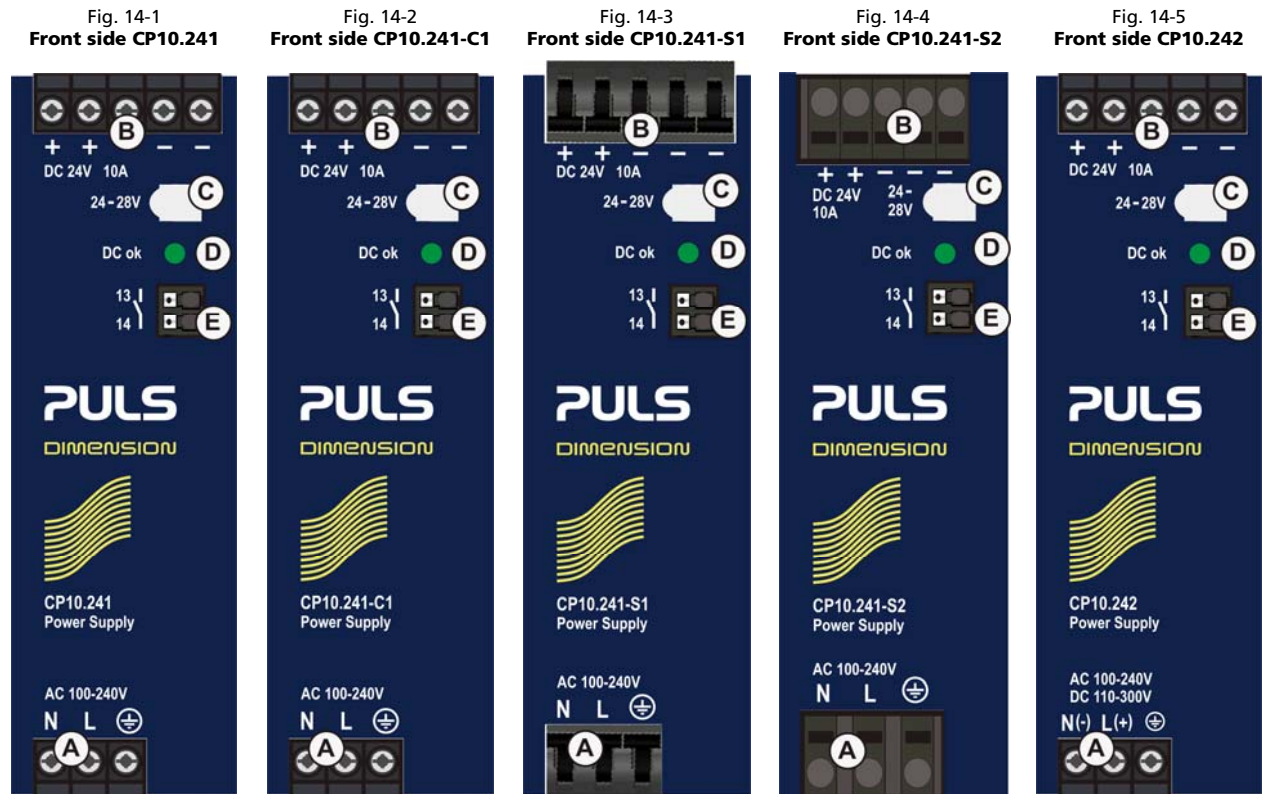 Fig. 14-1
Front side CP10.241
B
+ + − −
DC 24V 10A
C
24-28V
DC ok
D
13
14
E
PULS
DIMENSION
CP10.241
Power Supply
AC 100-240V
N L
A
Fig. 14-2
Front side CP10.241-C1
B
+ + − −
DC 24V 10A
C
24-28V
DC ok
D
13
14
E
PULS
DIMENSION
CP10.241-C1
Power Supply
AC 100-240V
N L
A
Fig. 14-3
Front side CP10.241-S1
B
+ + − − −
DC 24V 10A
C
24-28V
DC ok
D
13
14
E
PULS
DIMENSION
CP10.241-S1
Power Supply
AC 100-240V
N L
A
Fig. 14-4
Front side CP10.241-S2
B
+ + − − −
DC 24V
10A
24-
28V
C
DC ok
D
13
14
E
PULS
DIMENSION
CP10.241-S2
Power Supply
AC 100-240V
N L
A
Fig. 14-5
Front side CP10.242
B
+ + − −
DC 24V 10A
C
24-28V
DC ok
D
13
14
E
PULS
DIMENSION
CP10.242
Power Supply
AC 100-240V
DC 110-300V
N(-) L(+)
A